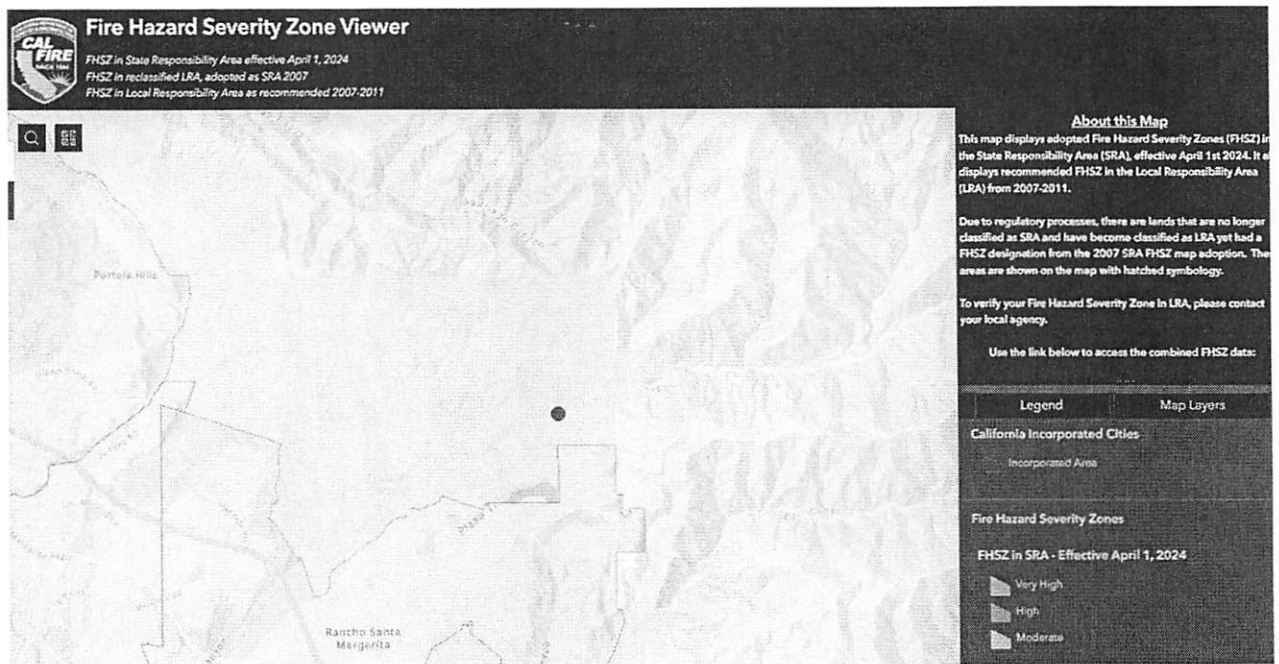 CAL
FIRE
SINCE 1885
Fire Hazard Severity Zone Viewer
FHSZ in State Responsibility Area effective April 1, 2024
FHSZ in reclassified LRA, adopted as SRA 2007
FHSZ in Local Responsibility Area as recommended 2007-2011
About this Map
This map displays adopted Fire Hazard Severity Zones (FHSZ) in
the State Responsibility Area (SRA), effective April 1st 2024. It al
displays recommended FHSZ in the Local Responsibility Area
(LRA) from 2007-2011.
Due to regulatory processes, there are lands that are no longer
classified as SRA and have become classified as LRA yet had a
FHSZ designation from the 2007 SRA FHSZ map adoption. The
areas are shown on the map with hatched symbology.
To verify your Fire Hazard Severity Zone in LRA, please contact
your local agency.
Use the link below to access the combined FHSZ data:
Legend
Map Layers
California Incorporated Cities
Incorporated Area
Fire Hazard Severity Zones
FHSZ in SRA - Effective April 1, 2024
Very High
High
Moderate
Portola Hills
Rancho Santa
Margerita